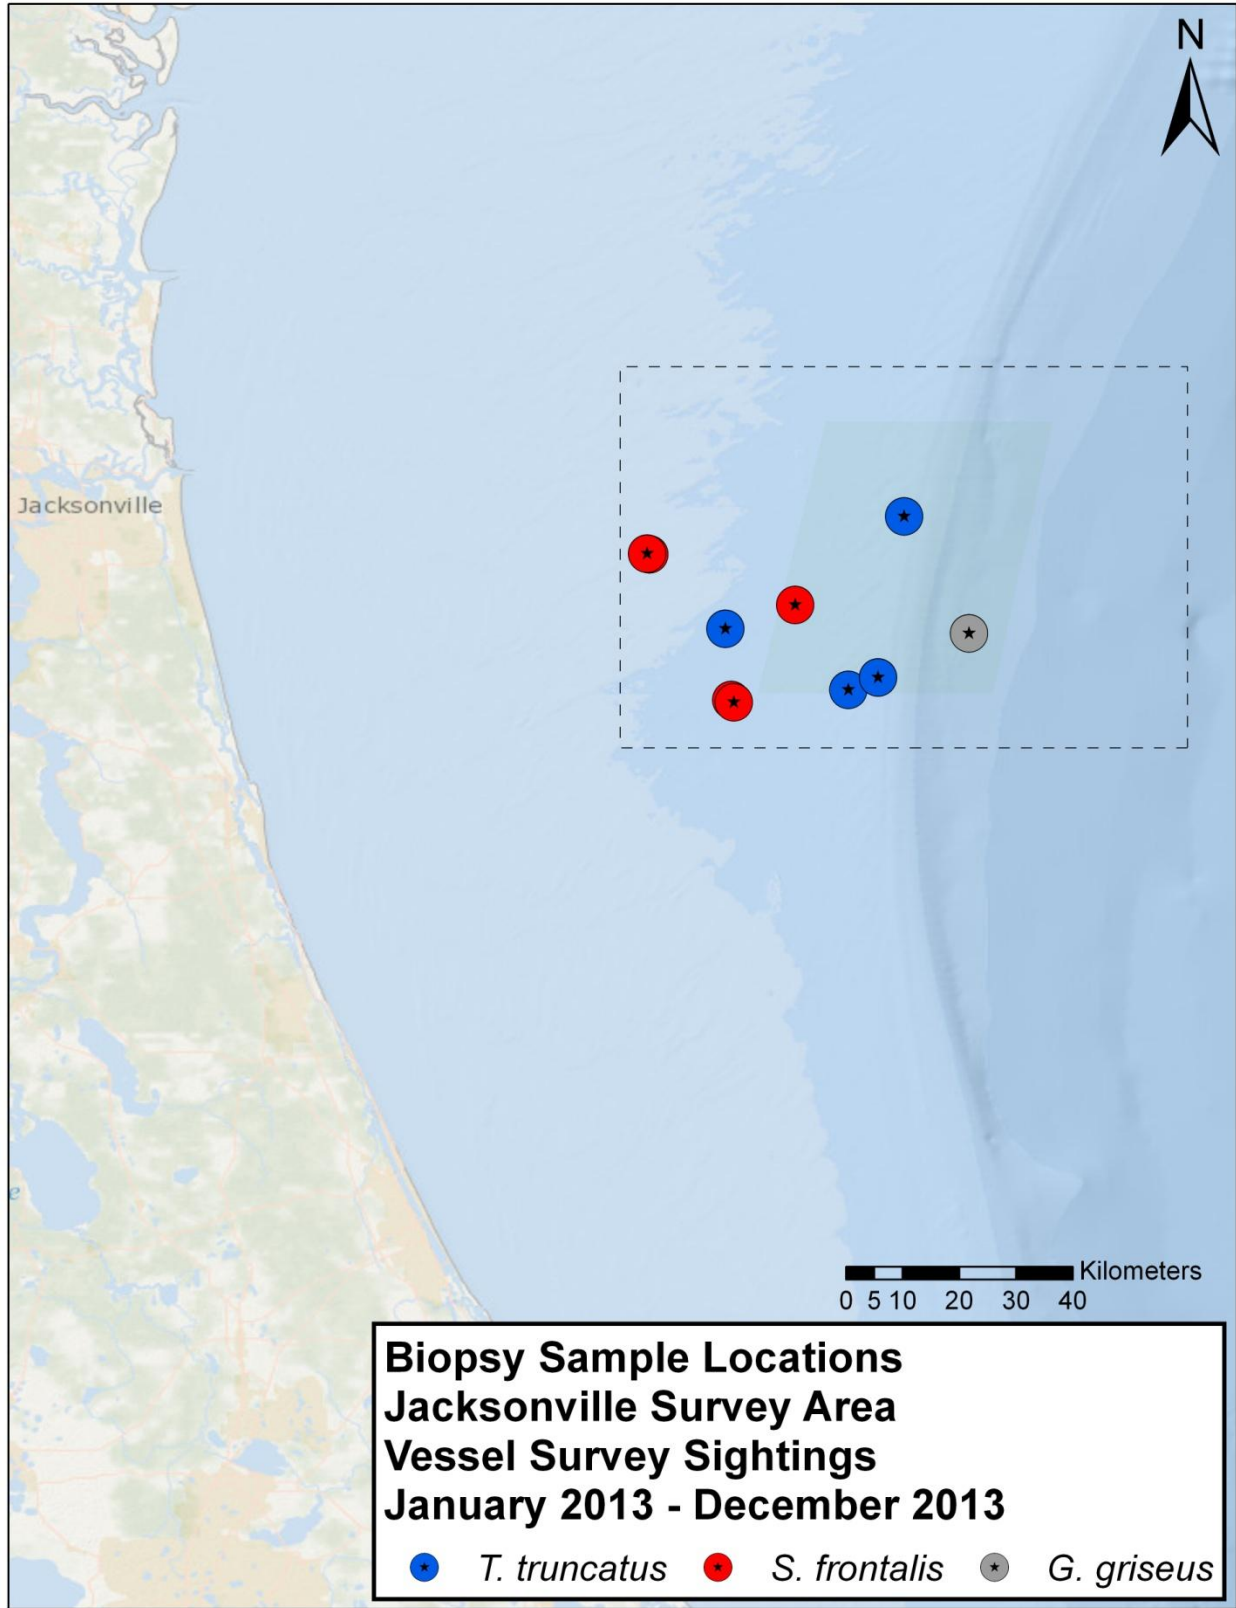 N
Jacksonville
e
Kilometers
0 5 10 20 30 40
Biopsy Sample Locations
Jacksonville Survey Area
Vessel Survey Sightings
January 2013 - December 2013
T. truncatus S. frontalis G. griseus